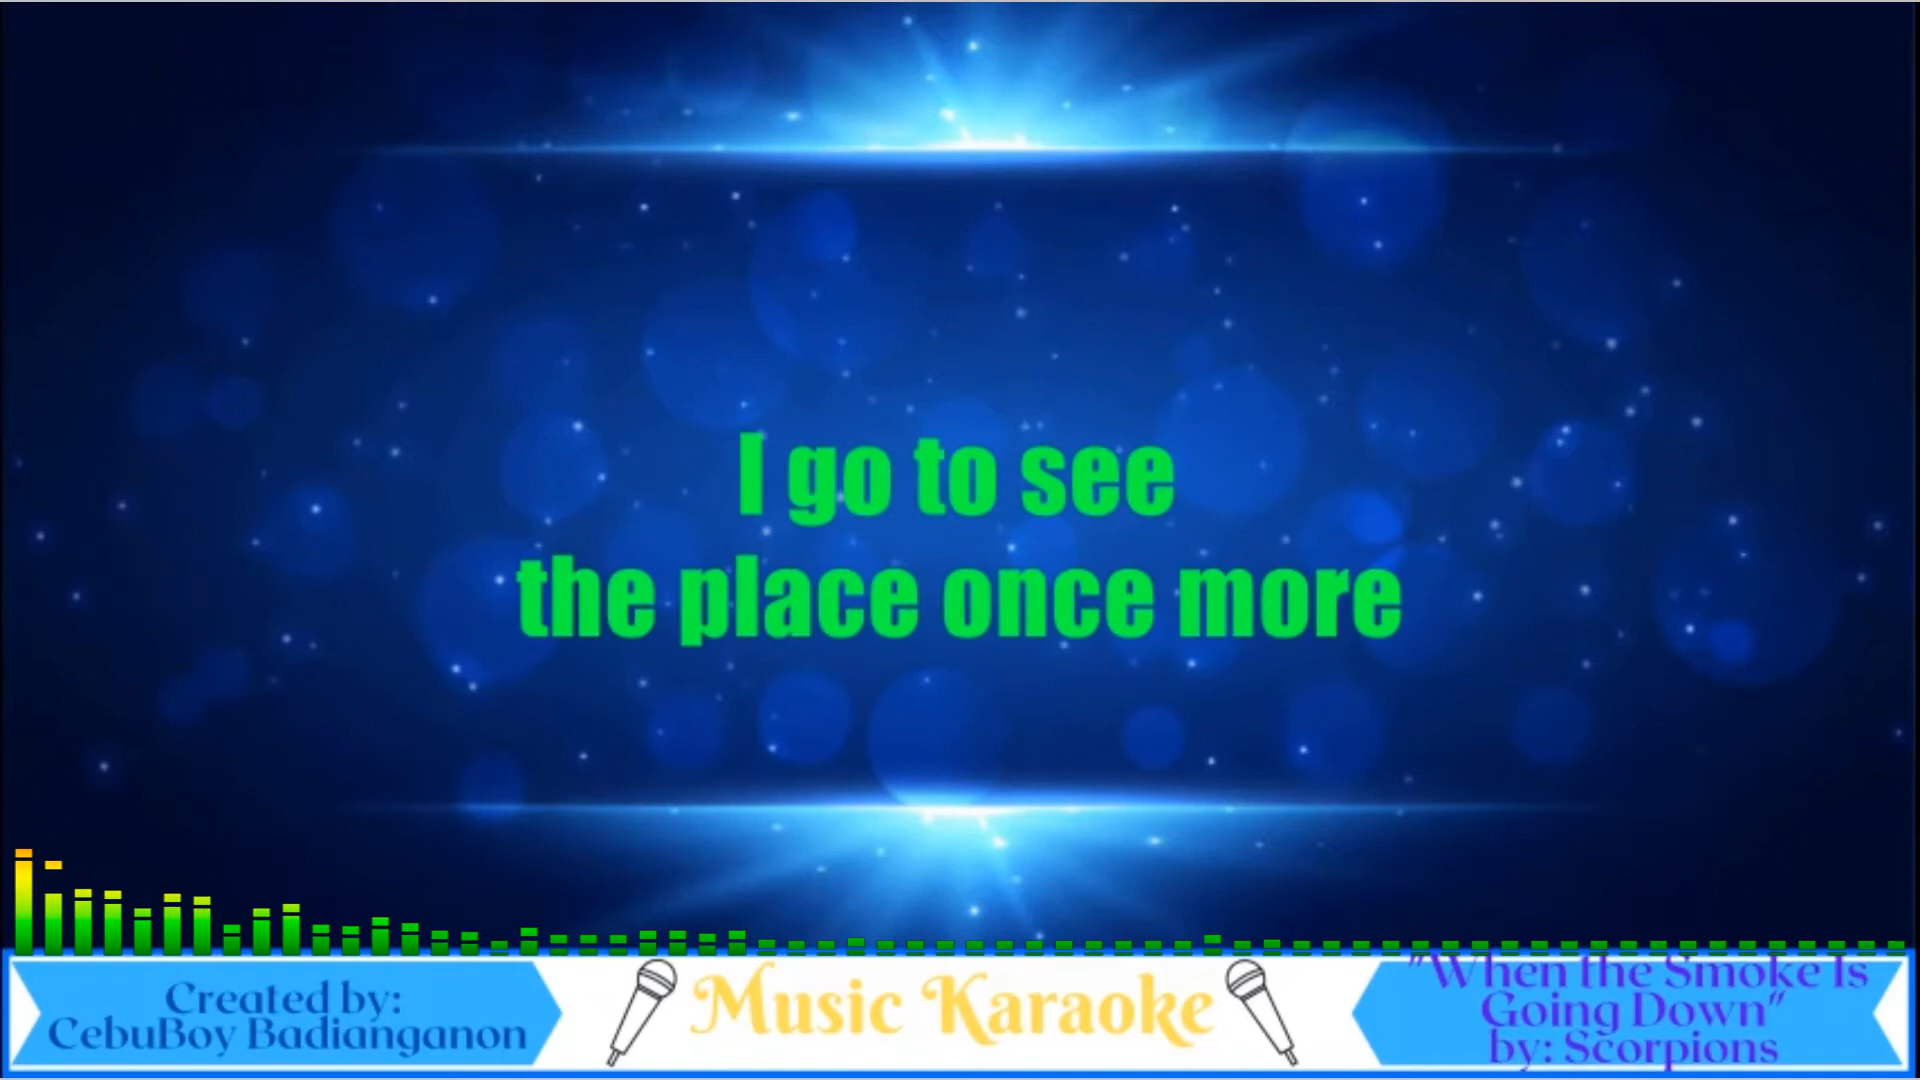 I go to see
the place once more
Created by:
CebuBoy Badianganon
Music Karaoke
"When the Smoke Is
Going Down"
by: Scorpions